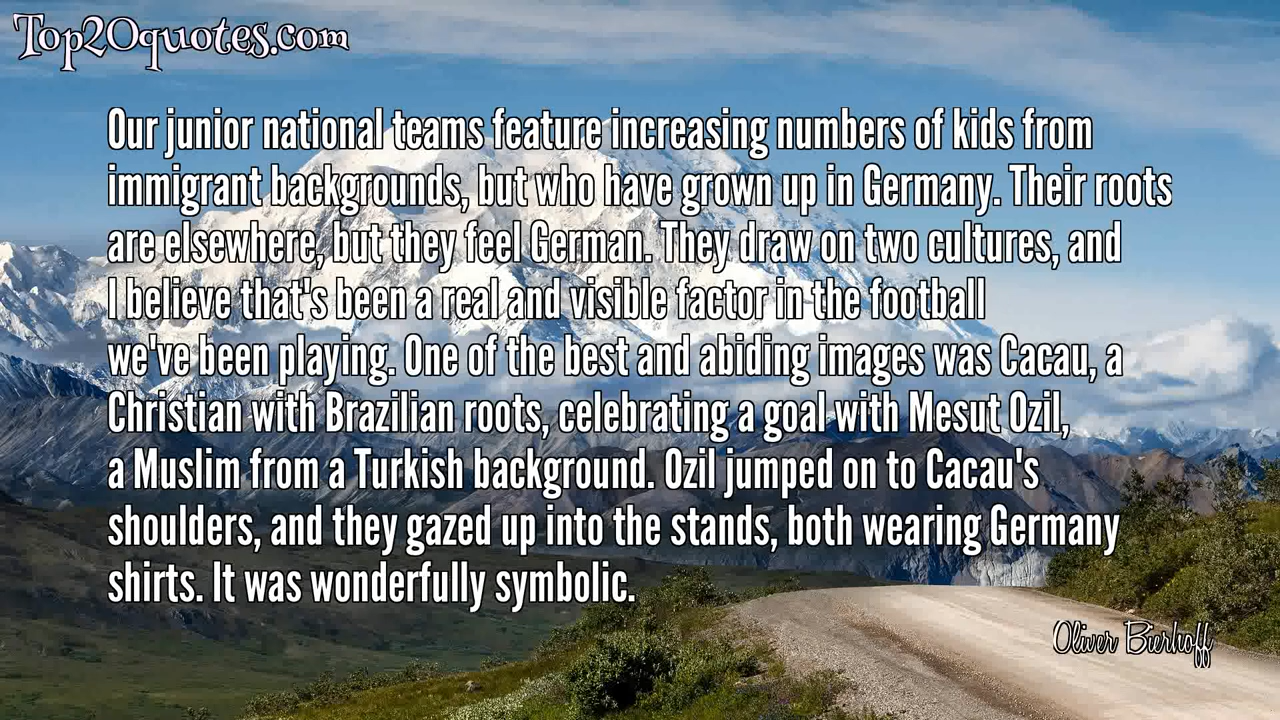 Top20quotes.com
Our junior national teams feature increasing numbers of kids from
immigrant backgrounds, but who have grown up in Germany. Their roots
are elsewhere, but they feel German. They draw on two cultures, and
I believe that's been a real and visible factor in the football
we've been playing. One of the best and abiding images was Cacau, a
Christian with Brazilian roots, celebrating a goal with Mesut Ozil,
a Muslim from a Turkish background. Ozil jumped on to Cacau's
shoulders, and they gazed up into the stands, both wearing Germany
shirts. It was wonderfully symbolic.
Oliver Bierhoff